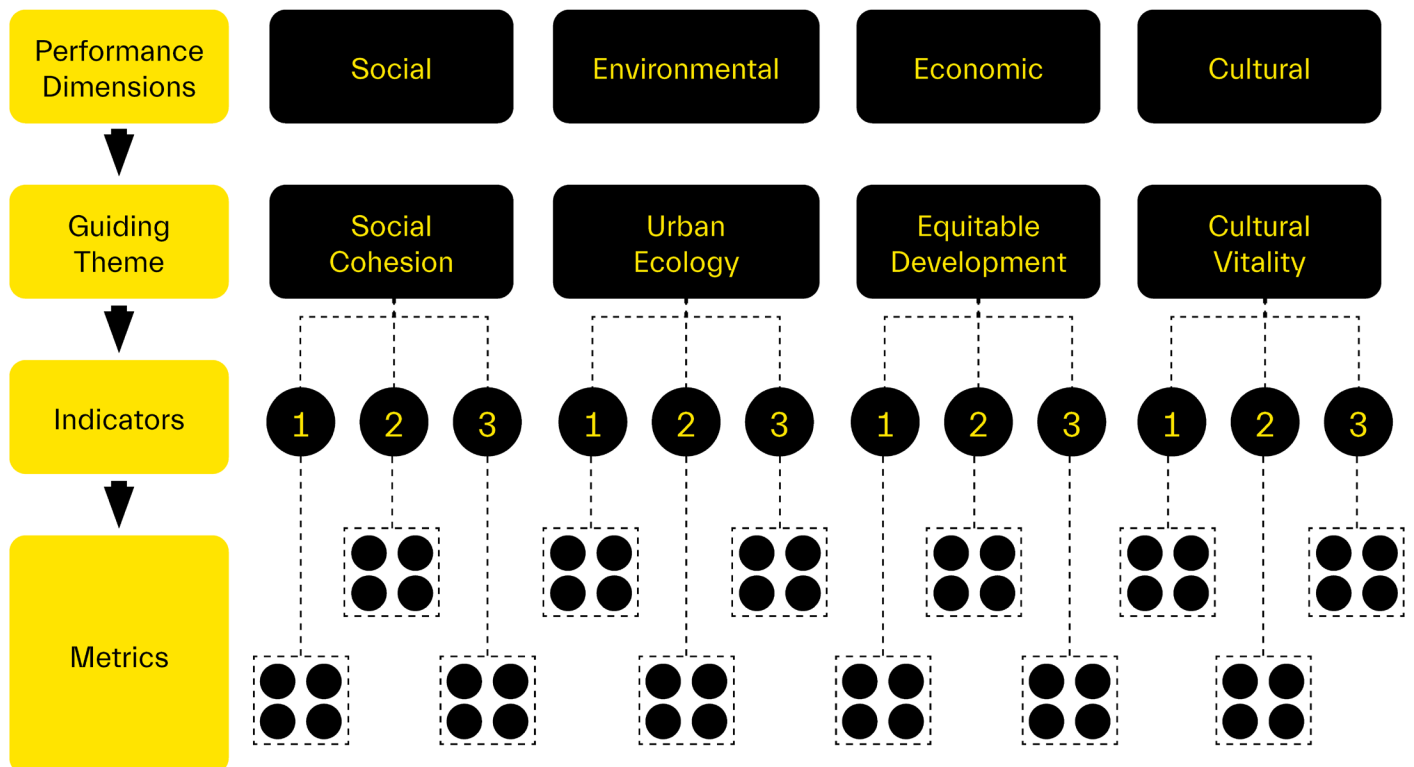 Performance
Dimensions
Social
Environmental
Economic
Cultural
Guiding
Theme
Social
Cohesion
Urban
Ecology
Equitable
Development
Cultural
Vitality
Indicators
1
2
3
1
2
3
1
2
3
1
2
3
Metrics